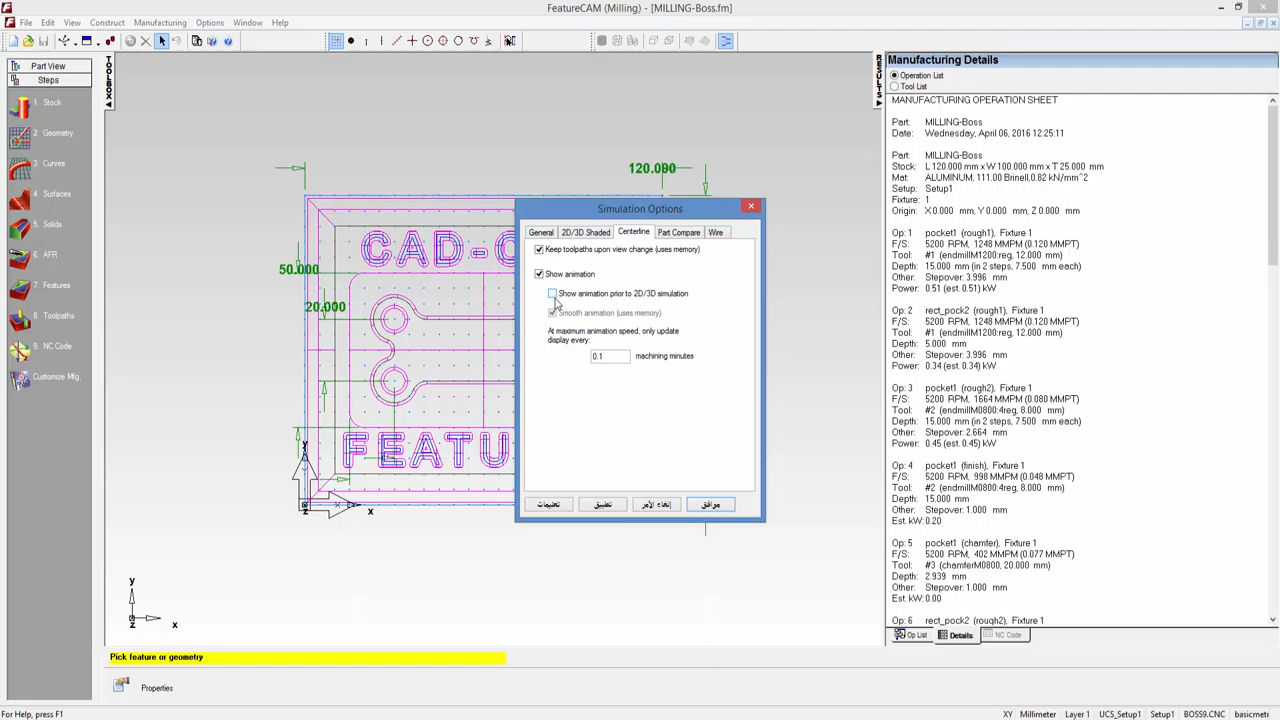 FeatureCAM (Milling) - [MILLING-Boss.fm]
File Edit View Construct Manufacturing Options Window Help
Part View
Steps
1. Stock
2. Geometry
3. Curves
4. Surfaces
5. Solids
6. AFR
7. Features
8. Toolpaths
9. NC Code
Customize Mfg.
TOOLBOX
120.000
50.000
20.000
CAD-C
FEATU
y
x
z
y
x
z
Simulation Options
General 2D/3D Shaded Centerline Part Compare Wire
Keep toolpaths upon view change (uses memory)
Show animation
Show animation prior to 2D/3D simulation
Smooth animation (uses memory)
At maximum animation speed, only update
display every:
0.1 machining minutes
موافق إلغاء الأمر تطبيق تعليمات
RESULTS
Manufacturing Details
Operation List
Tool List
MANUFACTURING OPERATION SHEET
Part: MILLING-Boss
Date: Wednesday, April 06, 2016 12:25:11
Part: MILLING-Boss
Stock: L 120.000 mm x W 100.000 mm x T 25.000 mm
Mat: ALUMINUM, 111.00 Brinell,0.82 kN/mm^2
Setup: Setup1
Fixture: 1
Origin: X 0.000 mm, Y 0.000 mm, Z 0.000 mm
Op: 1 pocket1 (rough1), Fixture 1
F/S: 5200 RPM, 1248 MMPM (0.120 MMPT)
Tool: #1 (endmillM1200:reg, 12.000 mm)
Depth: 15.000 mm (in 2 steps, 7.500 mm each)
Other: Stepover: 3.996 mm
Power: 0.51 (est. 0.51) kW
Op: 2 rect_pock2 (rough1), Fixture 1
F/S: 5200 RPM, 1248 MMPM (0.120 MMPT)
Tool: #1 (endmillM1200:reg, 12.000 mm)
Depth: 5.000 mm
Other: Stepover: 3.996 mm
Power: 0.34 (est. 0.34) kW
Op: 3 pocket1 (rough2), Fixture 1
F/S: 5200 RPM, 1664 MMPM (0.080 MMPT)
Tool: #2 (endmillM0800:4reg, 8.000 mm)
Depth: 15.000 mm (in 2 steps, 7.500 mm each)
Other: Stepover: 2.664 mm
Power: 0.45 (est. 0.45) kW
Op: 4 pocket1 (finish), Fixture 1
F/S: 5200 RPM, 998 MMPM (0.048 MMPT)
Tool: #2 (endmillM0800:4reg, 8.000 mm)
Depth: 15.000 mm
Other: Stepover: 1.000 mm
Est. kW: 0.20
Op: 5 pocket1 (chamfer), Fixture 1
F/S: 5200 RPM, 402 MMPM (0.077 MMPT)
Tool: #3 (chamferM0800, 20.000 mm)
Depth: 2.939 mm
Other: Stepover: 1.000 mm
Est. kW: 0.00
Op: 6 rect_pock2 (rough2), Fixture 1
Op List Details NC Code
Pick feature or geometry
Properties
For Help, press F1
XY Millimeter Layer 1 UCS_Setup1 Setup1 BOSS9.CNC basicmetr